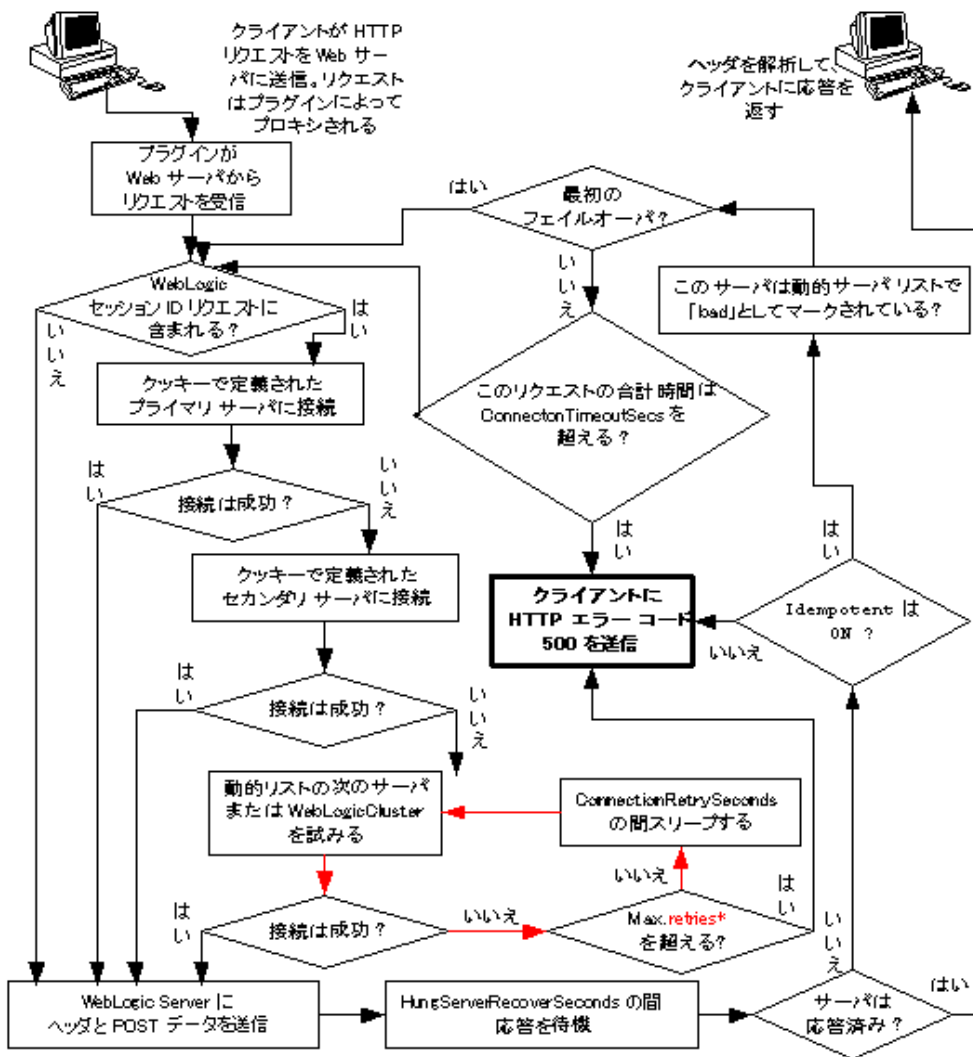 クライアントが HTTP
リクエストを Web サー
バに送信。リクエスト
はプラグインによって
プロキシされる
ヘッダを解析して、
クライアントに応答を
返す
プラグインが
Web サーバから
リクエストを受信
はい
最初の
フェイルオーバ？
いいえ
WebLogic
セッション ID リクエストに
含まれる？
いいえ
はい
このサーバは動的サーバリストで
「bad」としてマークされている？
クッキーで定義された
プライマリ サーバに接続
このリクエストの合計時間は
ConnectonTimeoutSecs を
超える？
はい
接続は成功？
いいえ
はい
はい
クッキーで定義された
セカンダリ サーバに接続
クライアントに
HTTP エラー コード
500 を送信
Idempotent は
ON ？
いいえ
はい
接続は成功？
いいえ
動的リストの次のサーバ
または WebLogicCluster
を試みる
ConnectionRetrySeconds
の間スリープする
いいえ
はい
はい
接続は成功？
いいえ
Max.retries*
を超える?
いいえ
WebLogic Server に
ヘッダと POST データを送信
HungServerRecoverSeconds の間
応答を待機
サーバは
応答済み？
はい